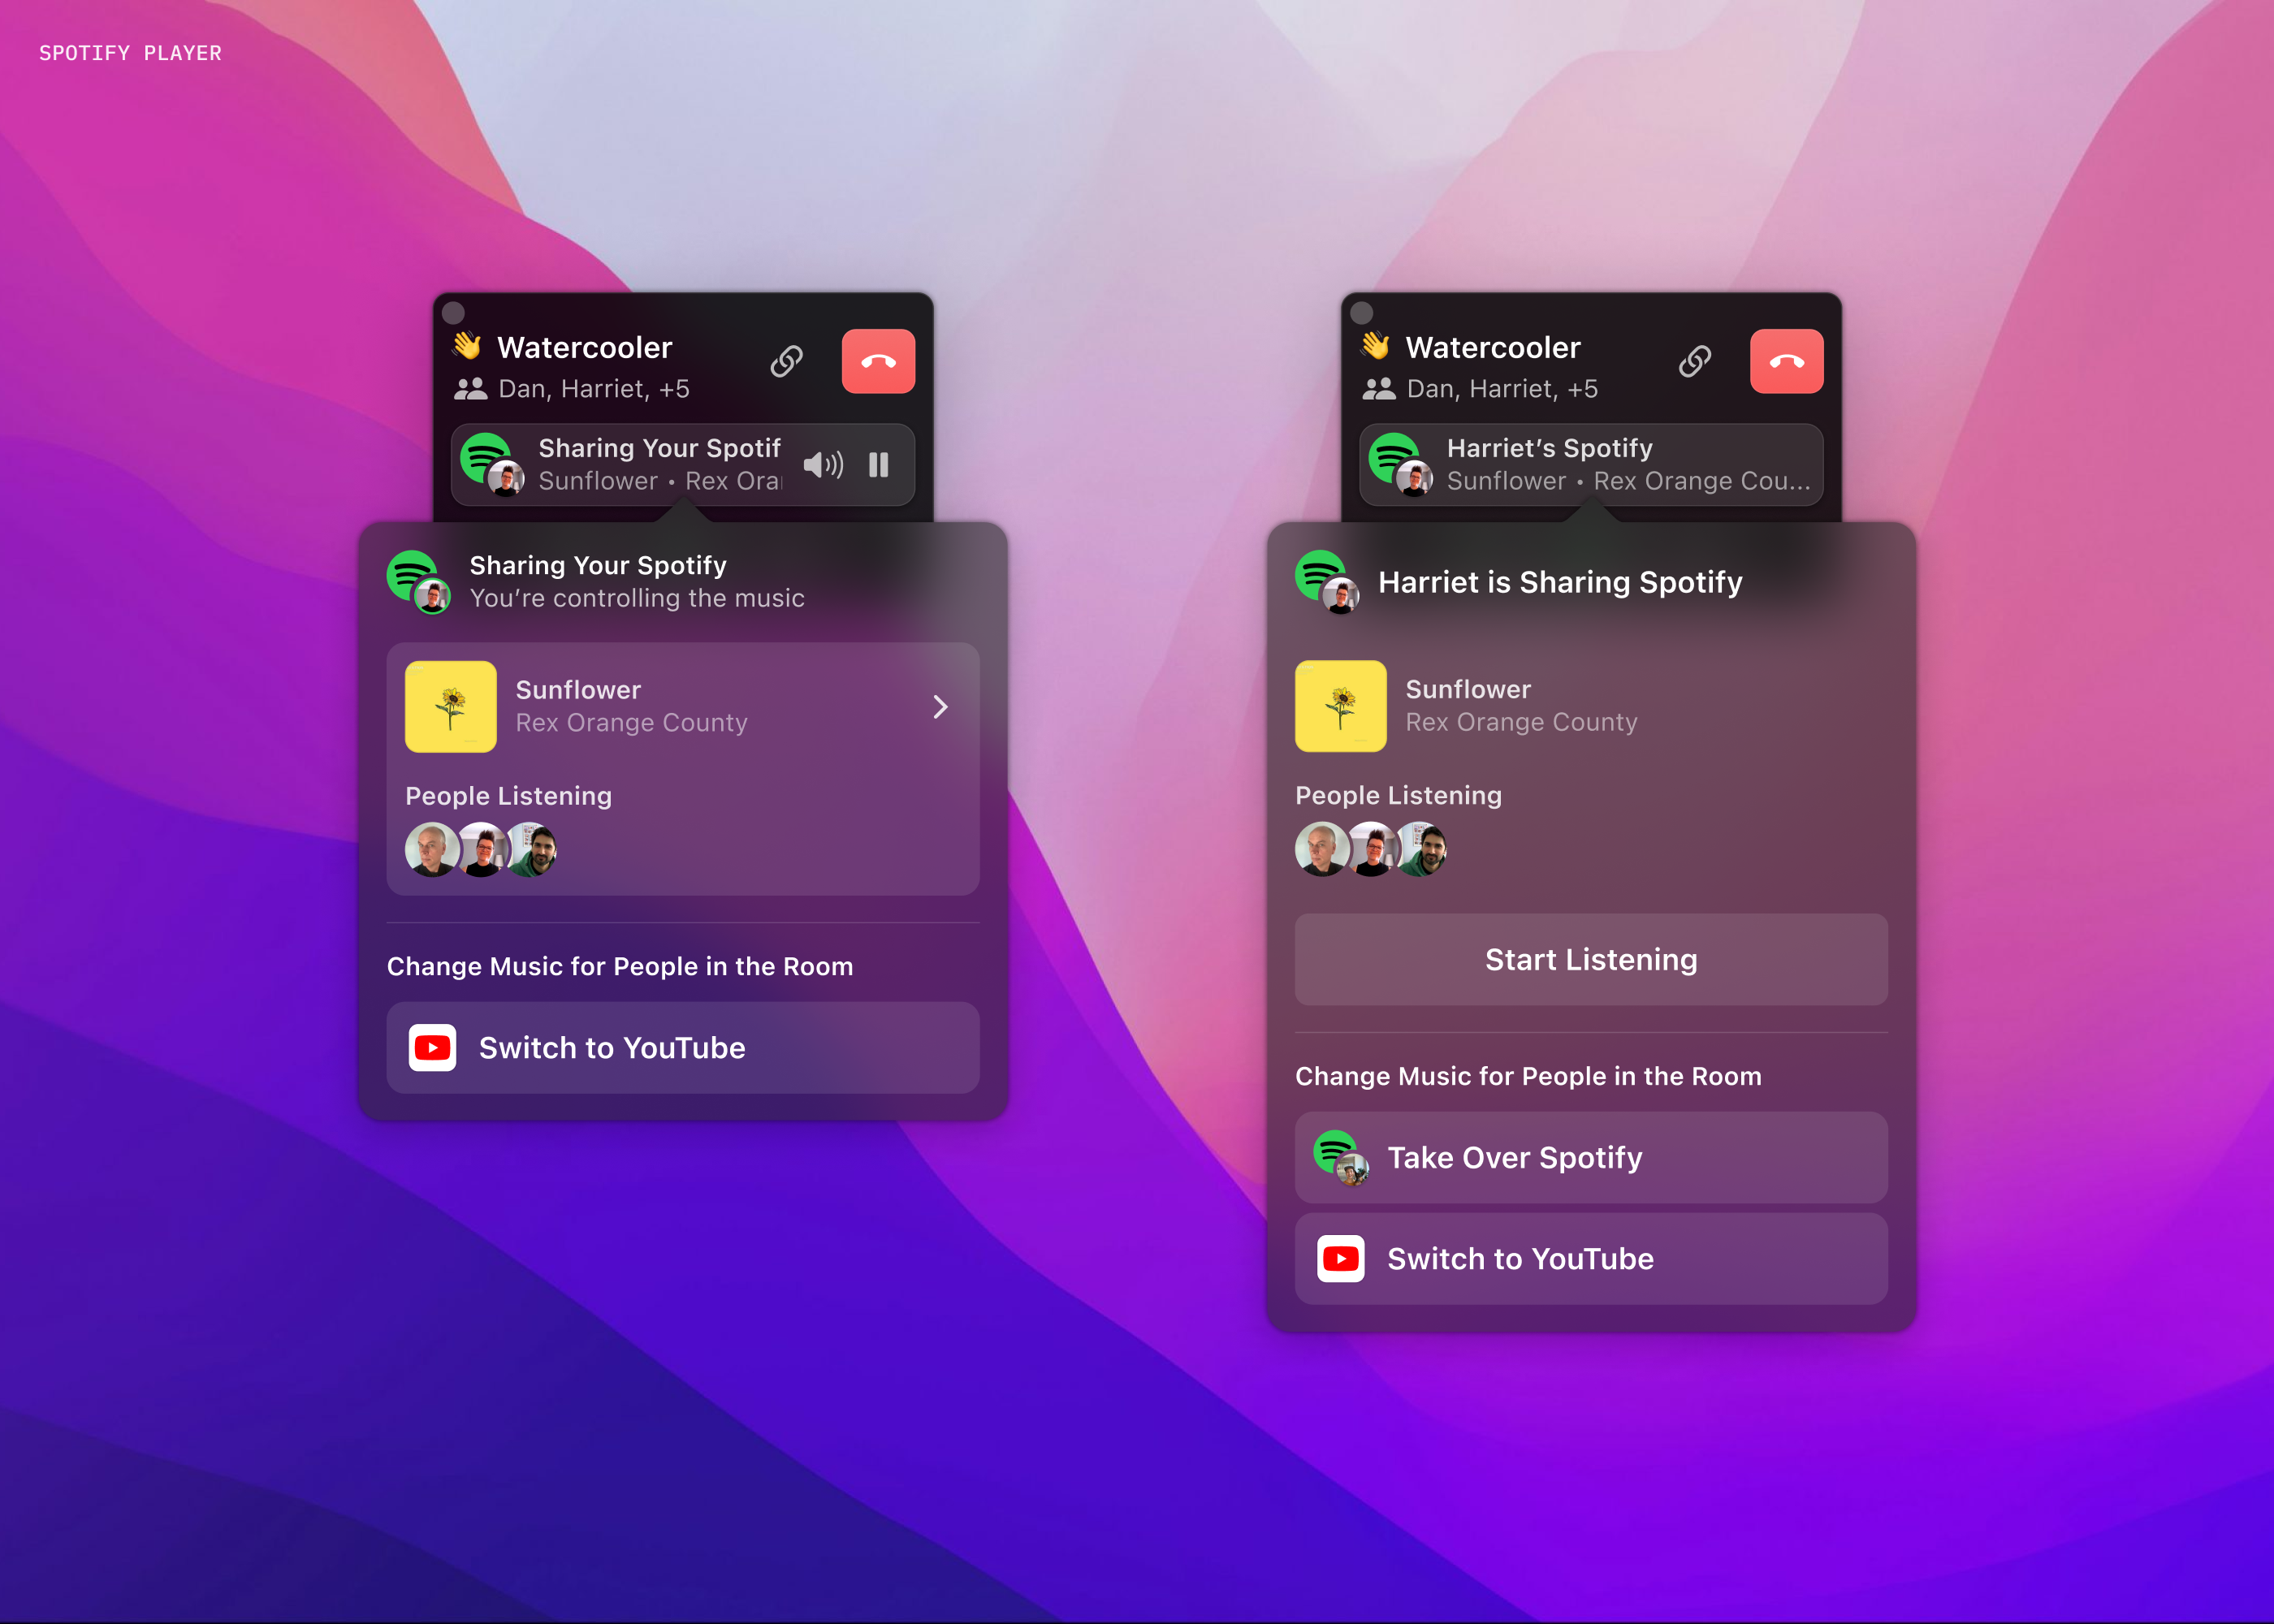 SPOTIFY PLAYER
Watercooler
Dan, Harriet, +5
Sharing Your Spotif
Sunflower • Rex Ora
Sharing Your Spotify
You’re controlling the music
Sunflower
Rex Orange County
People Listening
Change Music for People in the Room
Switch to YouTube
Watercooler
Dan, Harriet, +5
Harriet’s Spotify
Sunflower • Rex Orange Cou...
Harriet is Sharing Spotify
Sunflower
Rex Orange County
People Listening
Start Listening
Change Music for People in the Room
Take Over Spotify
Switch to YouTube